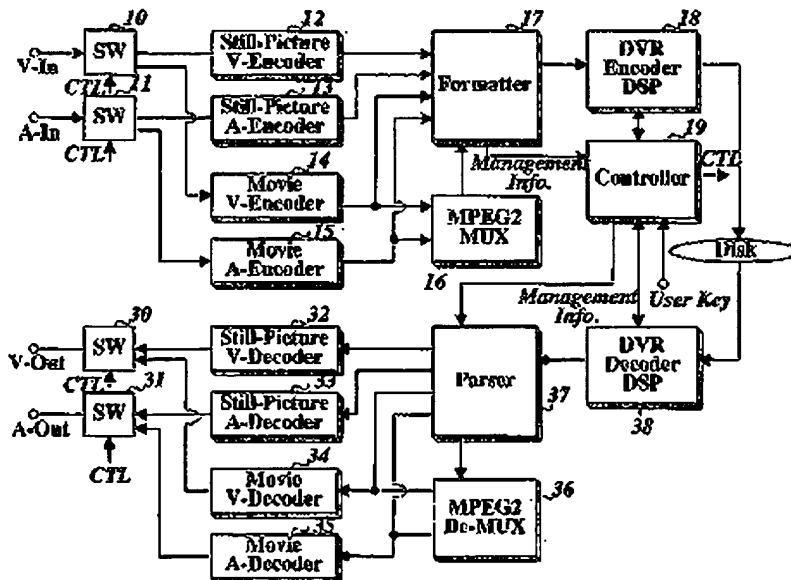 10
12
17
18
V-In
SW
Still-Picture
V-Encoder
Formatter
DVR
Encoder
DSP
CTL
11
13
A-In
SW
Still-Picture
A-Encoder
19
CTL
14
Management
Info.
Controller
CTL
Movie
V-Encoder
MPEG2
MUX
15
Movie
A-Encoder
16
Disk
Management
Info.
User Key
30
32
V-Out
SW
Still-Picture
V-Decoder
Parser
DVR
Decoder
DSP
CTL
31
33
37
A-Out
SW
Still-Picture
A-Decoder
38
CTL
34
Movie
V-Decoder
MPEG2
De-MUX
36
35
Movie
A-Decoder